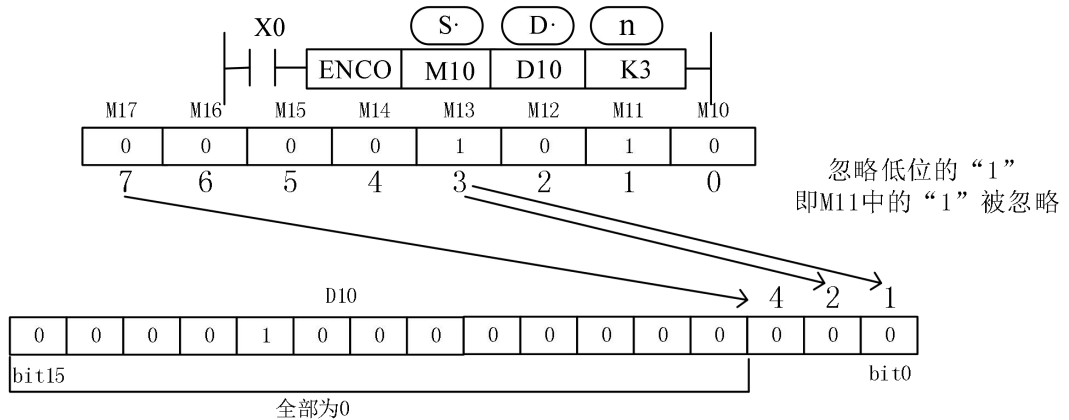 X0 S· D· n
ENCO M10 D10 K3
M17 M16 M15 M14 M13 M12 M11 M10
0 0 0 0 1 0 1 0
7 6 5 4 3 2 1 0
忽略低位的“1”
即M11中的“1”被忽略
D10 4 2 1
0 0 0 0 1 0 0 0 0 0 0 0 0 0 0 0
bit15 bit0
全部为0